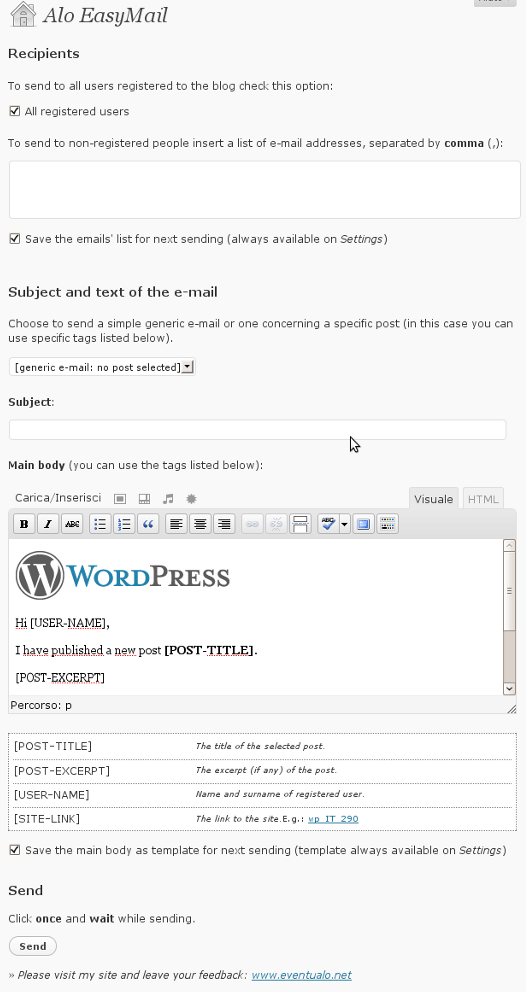 Alo EasyMail
Recipients
To send to all users registered to the blog check this option:
All registered users
To send to non-registered people insert a list of e-mail addresses, separated by comma (,):
Save the emails' list for next sending (always available on Settings)
Subject and text of the e-mail
Choose to send a simple generic e-mail or one concerning a specific post (in this case you can
use specific tags listed below).
[generic e-mail: no post selected]
Subject:
Main body (you can use the tags listed below):
Carica/Inserisci
Visuale
HTML
B I ABC ABC
WORDPRESS
Hi [USER-NAME],
I have published a new post [POST-TITLE].
[POST-EXCERPT]
Percorso: p
[POST-TITLE] The title of the selected post.
[POST-EXCERPT] The excerpt (if any) of the post.
[USER-NAME] Name and surname of registered user.
[SITE-LINK] The link to the site.E.g.: wp_IT_290
Save the main body as template for next sending (template always available on Settings)
Send
Click once and wait while sending.
Send
» Please visit my site and leave your feedback: www.eventualo.net